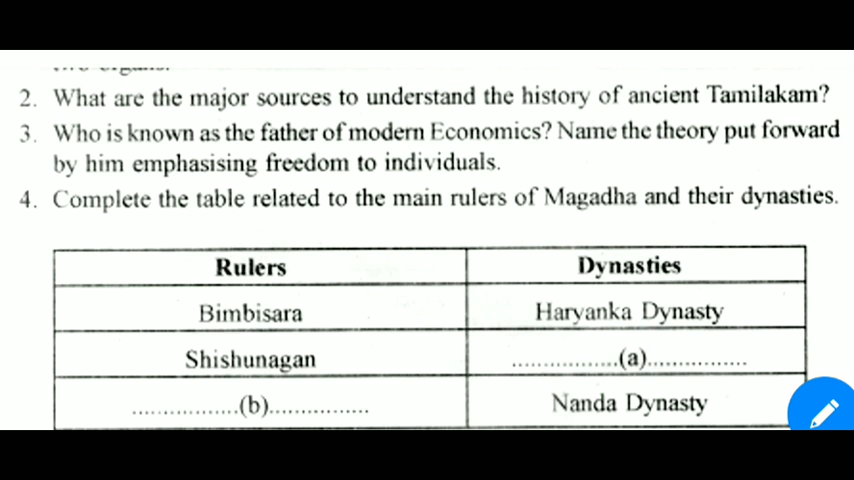 2. What are the major sources to understand the history of ancient Tamilakam?
3. Who is known as the father of modern Economics? Name the theory put forward
by him emphasising freedom to individuals.
4. Complete the table related to the main rulers of Magadha and their dynasties.
Rulers Dynasties
Bimbisara Haryanka Dynasty
Shishunagan .................(a)................
.................(b)................ Nanda Dynasty